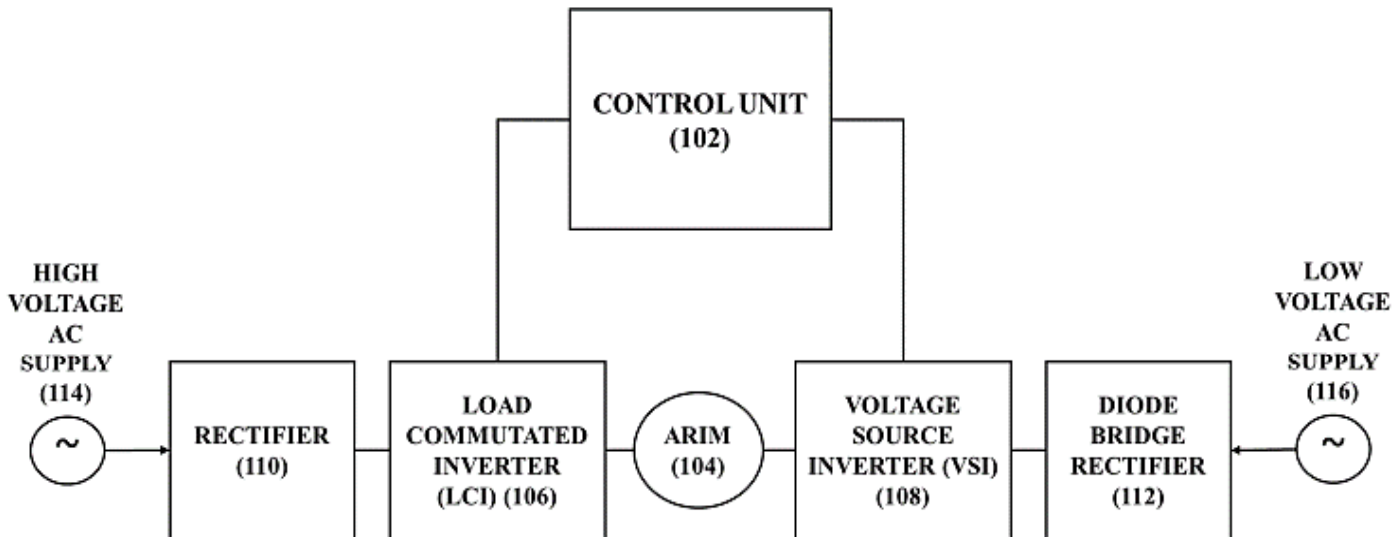 CONTROL UNIT
(102)
HIGH
VOLTAGE
AC
SUPPLY
(114)
~
RECTIFIER
(110)
LOAD
COMMUTATED
INVERTER
(LCI) (106)
ARIM
(104)
VOLTAGE
SOURCE
INVERTER (VSI)
(108)
DIODE
BRIDGE
RECTIFIER
(112)
LOW
VOLTAGE
AC
SUPPLY
(116)
~